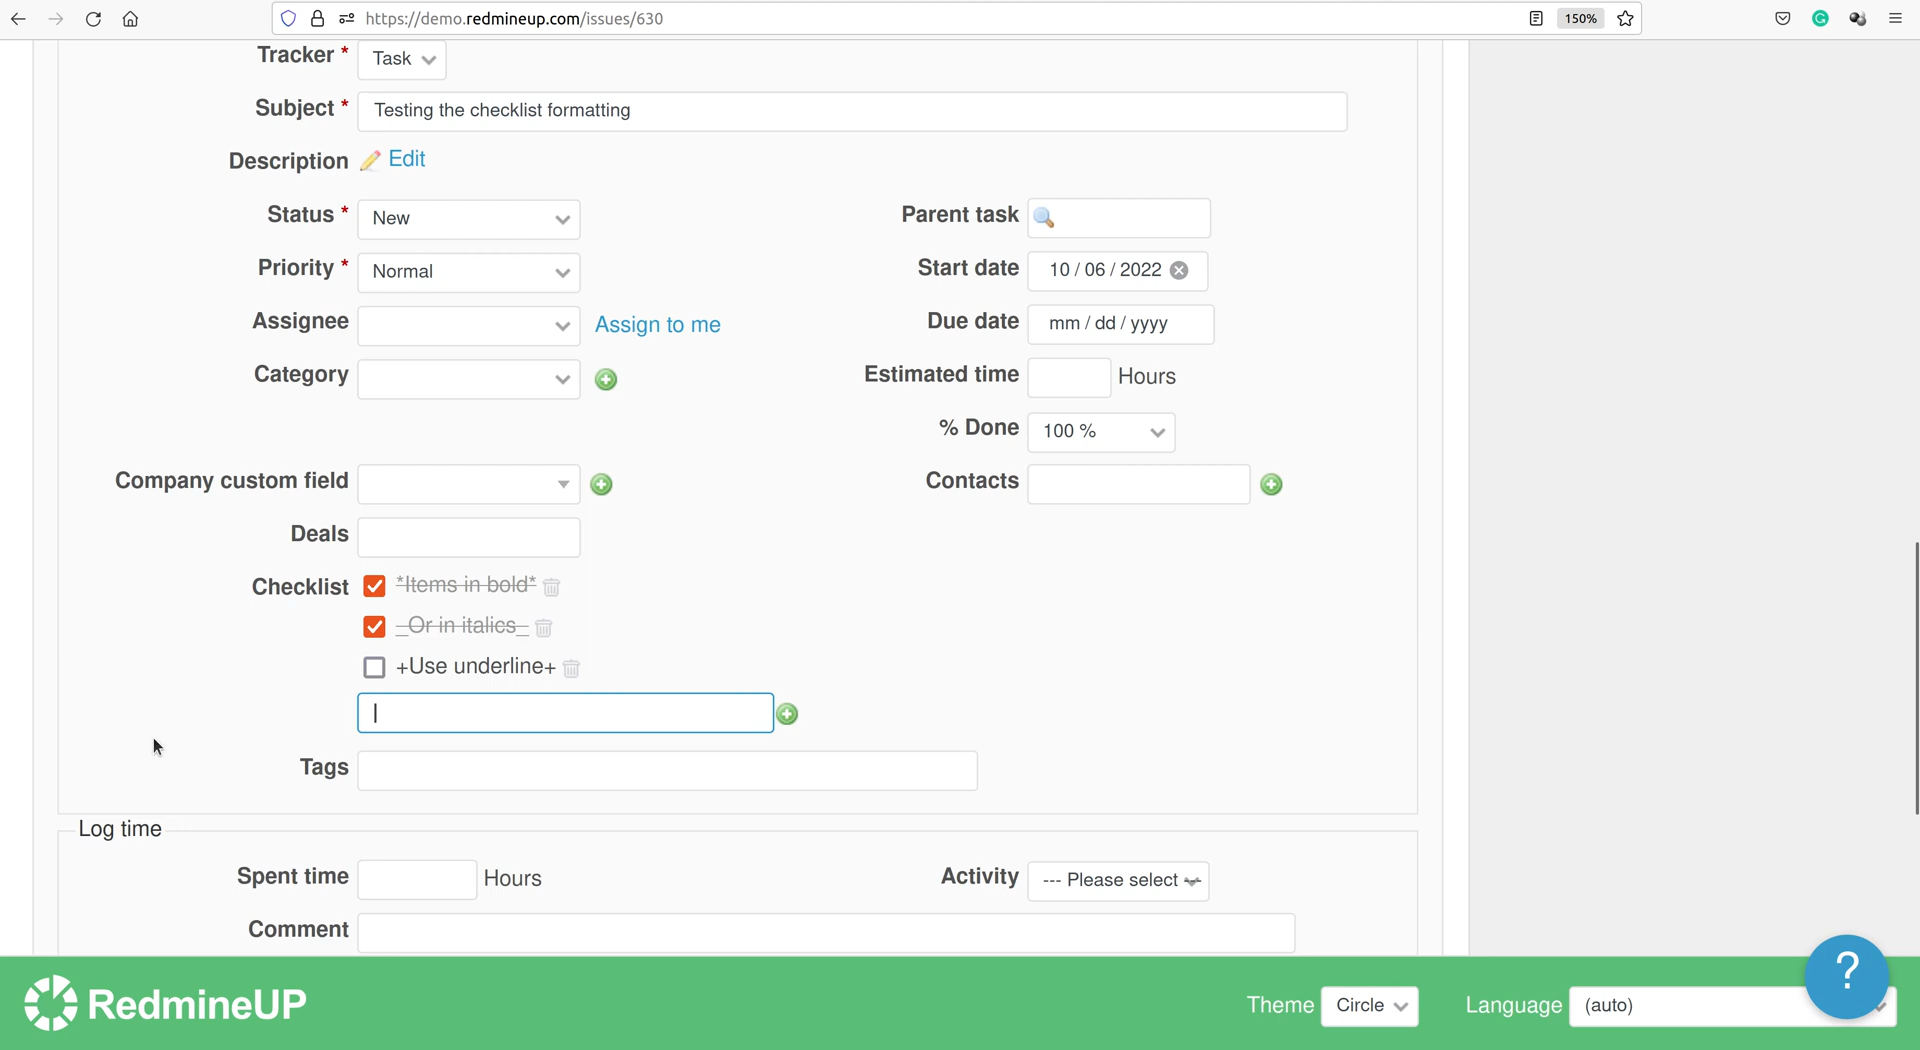 https://demo.redmineup.com/issues/630
150%
Tracker * Task
Subject * Testing the checklist formatting
Description Edit
Status * New
Parent task
Priority * Normal
Start date 10 / 06 / 2022
Assignee Assign to me
Due date mm / dd / yyyy
Category
Estimated time Hours
% Done 100 %
Company custom field
Contacts
Deals
Checklist *Items in bold*
_Or in italics_
+Use underline+
Tags
Log time
Spent time Hours
Activity --- Please select
Comment
RedmineUP
Theme Circle
Language (auto)
?